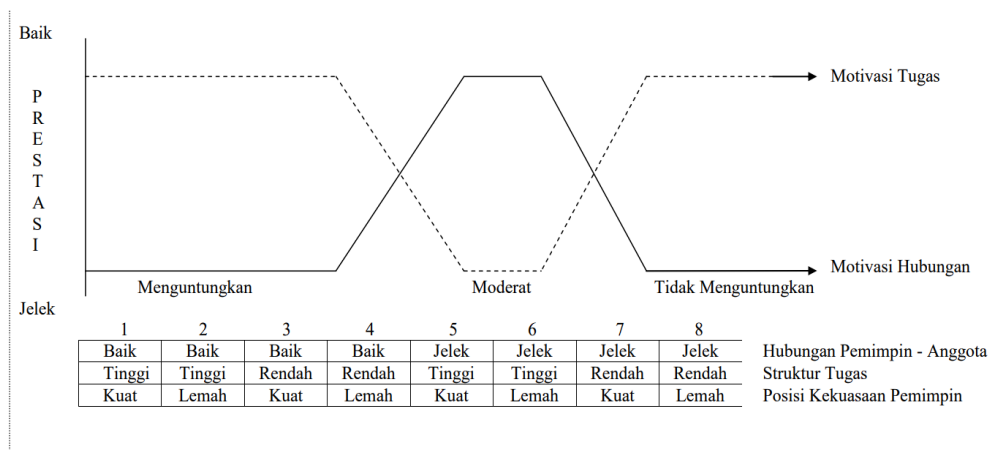 Baik
PRESTASI
Motivasi Tugas
Motivasi Hubungan
Menguntungkan Moderat Tidak Menguntungkan
Jelek
1 2 3 4 5 6 7 8
Baik Baik Baik Baik Jelek Jelek Jelek Jelek Hubungan Pemimpin - Anggota
Tinggi Tinggi Rendah Rendah Tinggi Tinggi Rendah Rendah Struktur Tugas
Kuat Lemah Kuat Lemah Kuat Lemah Kuat Lemah Posisi Kekuasaan Pemimpin